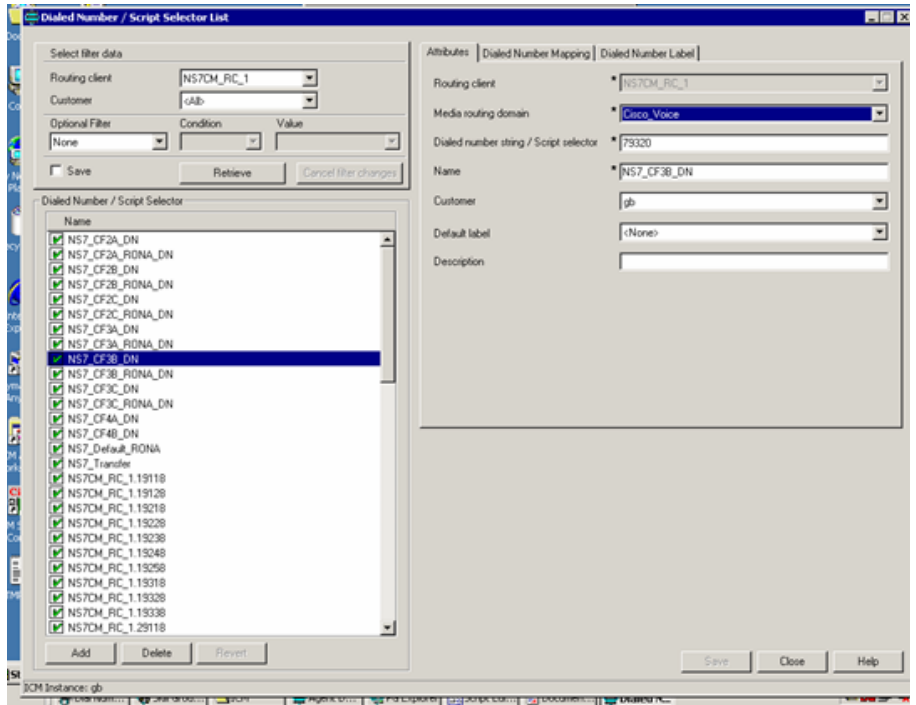 Dialed Number / Script Selector List
Select filter data
Routing client
NS7CM_RC_1
Customer
<All>
Optional Filter
Condition
Value
None
Save
Retrieve
Cancel filter changes
Dialed Number / Script Selector
Name
NS7_CF2A_DN
NS7_CF2A_RONA_DN
NS7_CF2B_DN
NS7_CF2B_RONA_DN
NS7_CF2C_DN
NS7_CF2C_RONA_DN
NS7_CF3A_DN
NS7_CF3A_RONA_DN
NS7_CF3B_DN
NS7_CF3B_RONA_DN
NS7_CF3C_DN
NS7_CF3C_RONA_DN
NS7_CF4A_DN
NS7_CF4B_DN
NS7_Default_RONA
NS7_Transfer
NS7CM_RC_1.19118
NS7CM_RC_1.19128
NS7CM_RC_1.19218
NS7CM_RC_1.19228
NS7CM_RC_1.19238
NS7CM_RC_1.19248
NS7CM_RC_1.19258
NS7CM_RC_1.19318
NS7CM_RC_1.19328
NS7CM_RC_1.19338
NS7CM_RC_1.29118
Add
Delete
Revert
Attributes
Dialed Number Mapping
Dialed Number Label
Routing client
* NS7CM_RC_1
Media routing domain
* Cisco_Voice
Dialed number string / Script selector
* 79320
Name
* NS7_CF3B_DN
Customer
gb
Default label
<None>
Description
Save
Close
Help
ICM Instance: gb